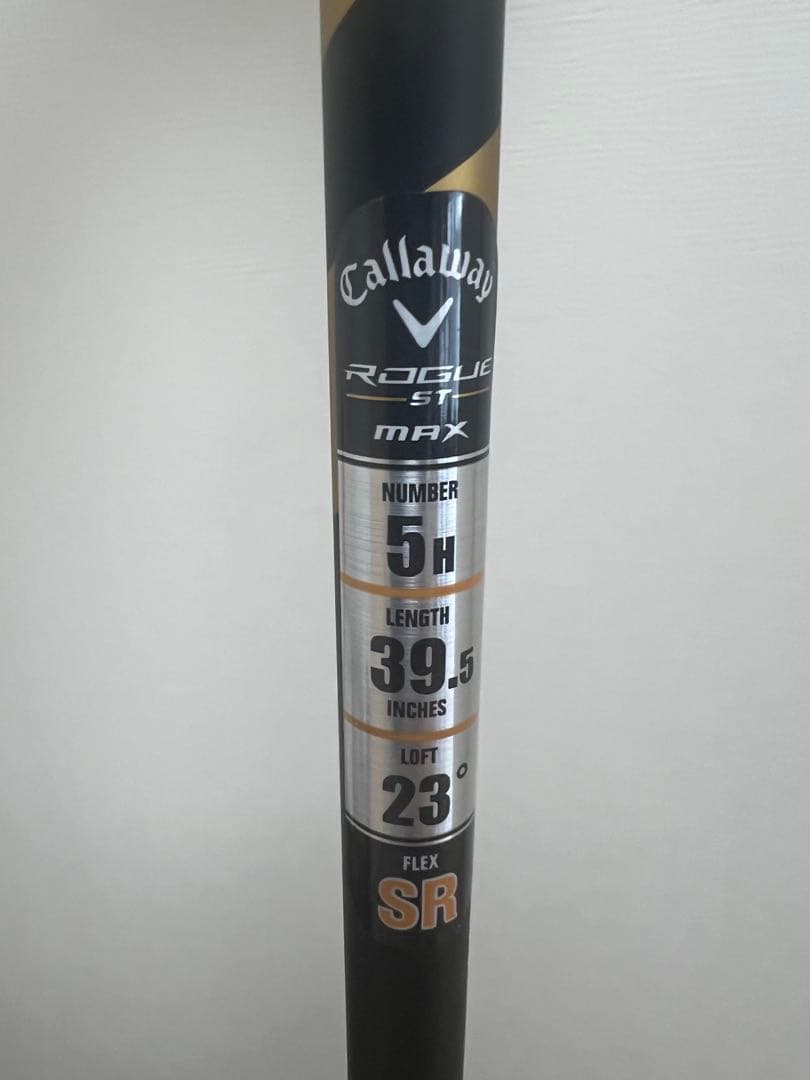 Callaway
ROGUE
ST
MAX
NUMBER
5H
LENGTH
39.5
INCHES
LOFT
23°
FLEX
SR